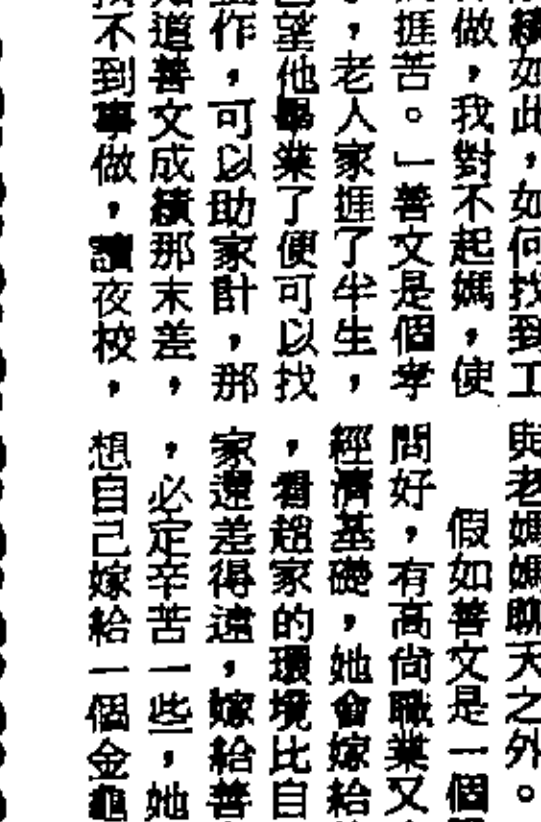 績如此，如何找到工
做，我對不起媽，使
捱苦。」善文是個孝
，老人家捱了半生，
望他畢業了便可以找
作，可以助家計，那
道善文成績那末差，
不到事做，讀夜校，
與老媽媽聊天之外。
假如善文是一個
問好，有高尚職業又
經濟基礎，她會嫁給
，看趙家的環境比自
家還差得遠，嫁給善
，必定辛苦一些，她
想自己嫁給一個金龜